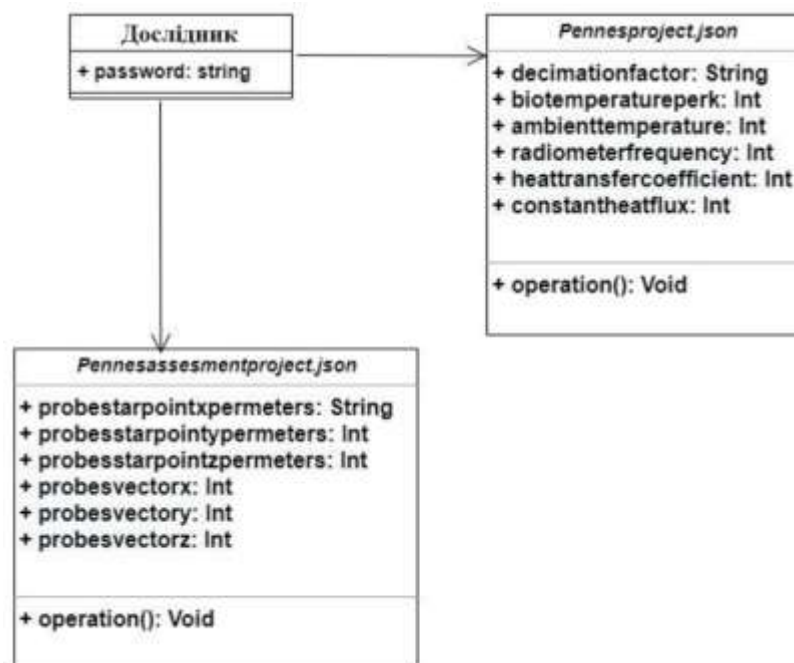 Дослідник
+ password: string
Pennesproject.json
+ decimationfactor: String
+ biotemperatureperk: Int
+ ambienttemperature: Int
+ radiometerfrequency: Int
+ heattransfercoefficient: Int
+ constantheatflux: Int
+ operation(): Void
Pennesassesmentproject.json
+ probestarpointxpermeters: String
+ probesstarpointypermeters: Int
+ probesstarpointzpermeters: Int
+ probesvectorx: Int
+ probesvectory: Int
+ probesvectorz: Int
+ operation(): Void